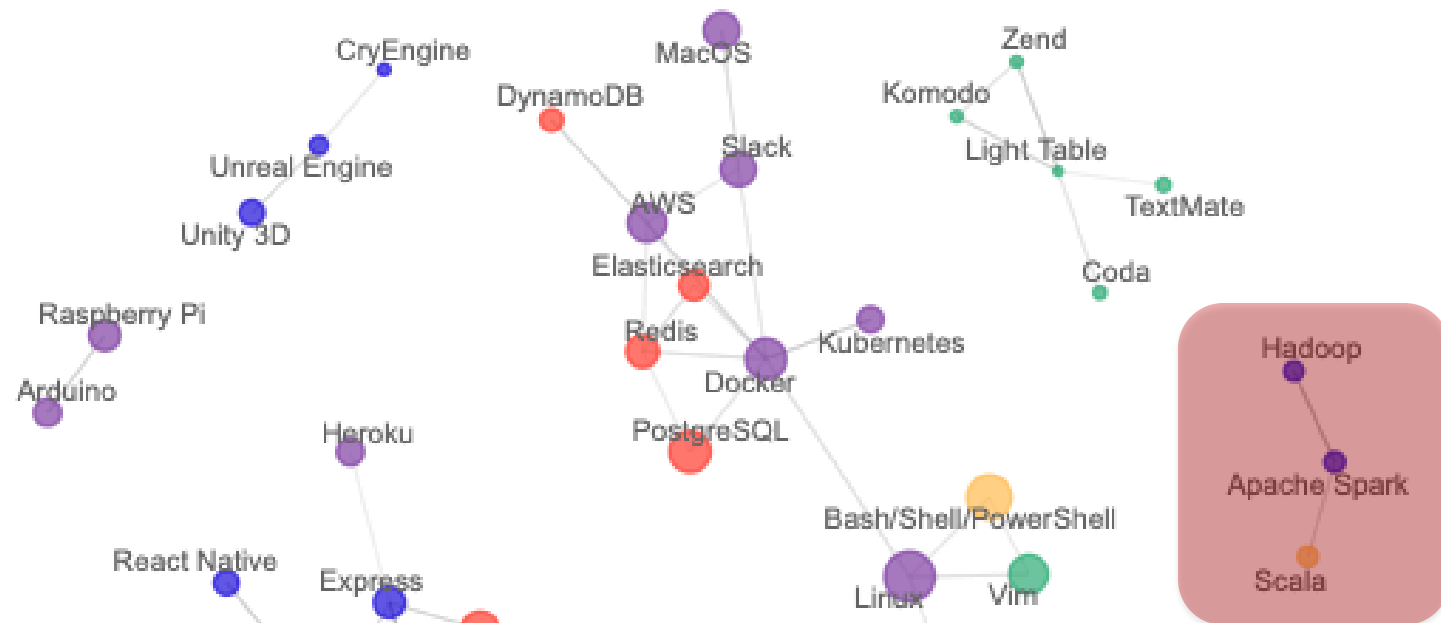 Zend
CryEngine
MacOS
Komodo
DynamoDB
Slack
Light Table
Unreal Engine
AWS
TextMate
Unity 3D
Elasticsearch
Coda
Raspberry Pi
Redis
Kubernetes
Hadoop
Docker
Arduino
Heroku
PostgreSQL
Apache Spark
Bash/Shell/PowerShell
React Native
Express
Scala
Linux
Vim